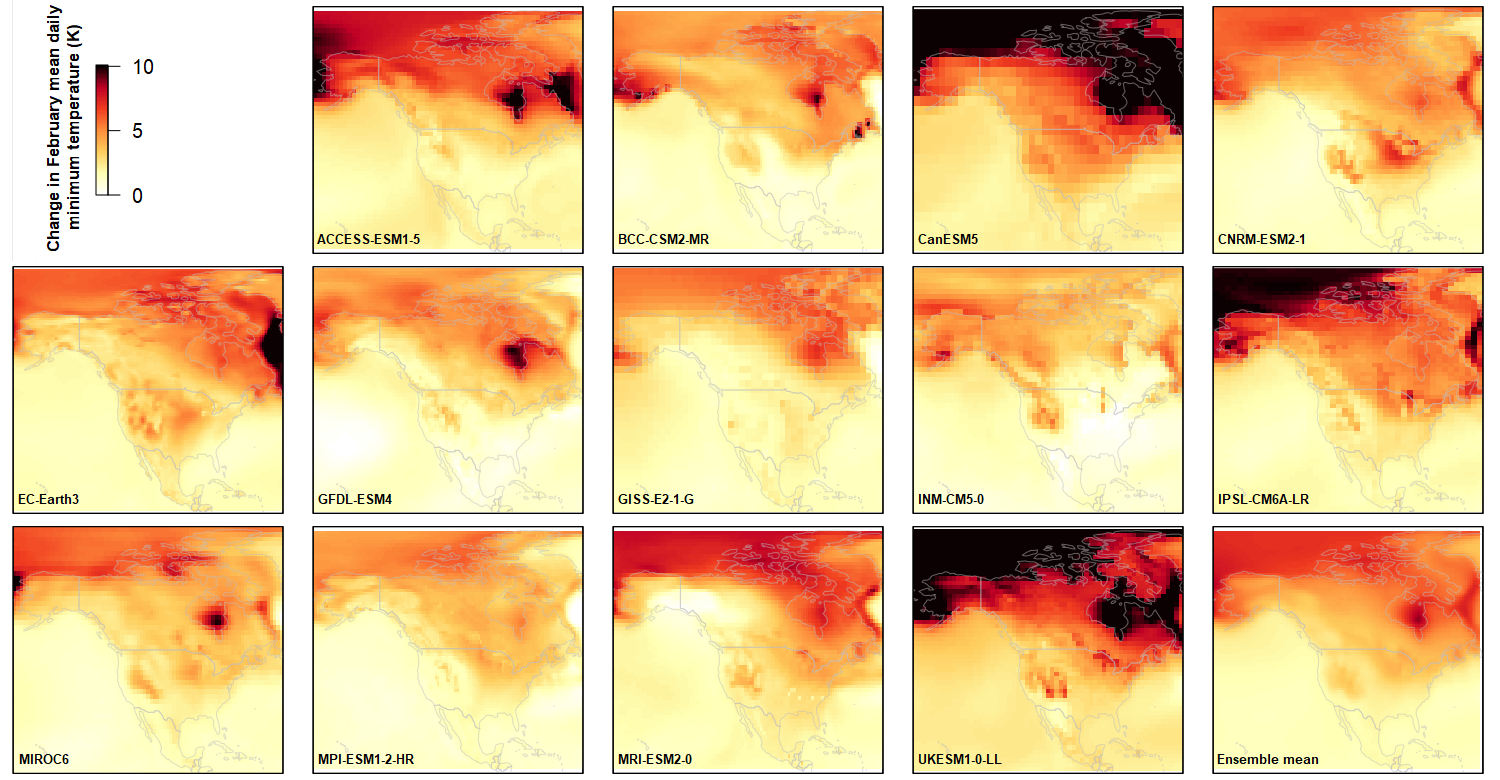 Change in February mean daily
minimum temperature (K)
10
5
0
ACCESS-ESM1-5
BCC-CSM2-MR
CanESM5
CNRM-ESM2-1
EC-Earth3
GFDL-ESM4
GISS-E2-1-G
INM-CM5-0
IPSL-CM6A-LR
MIROC6
MPI-ESM1-2-HR
MRI-ESM2-0
UKESM1-0-LL
Ensemble mean